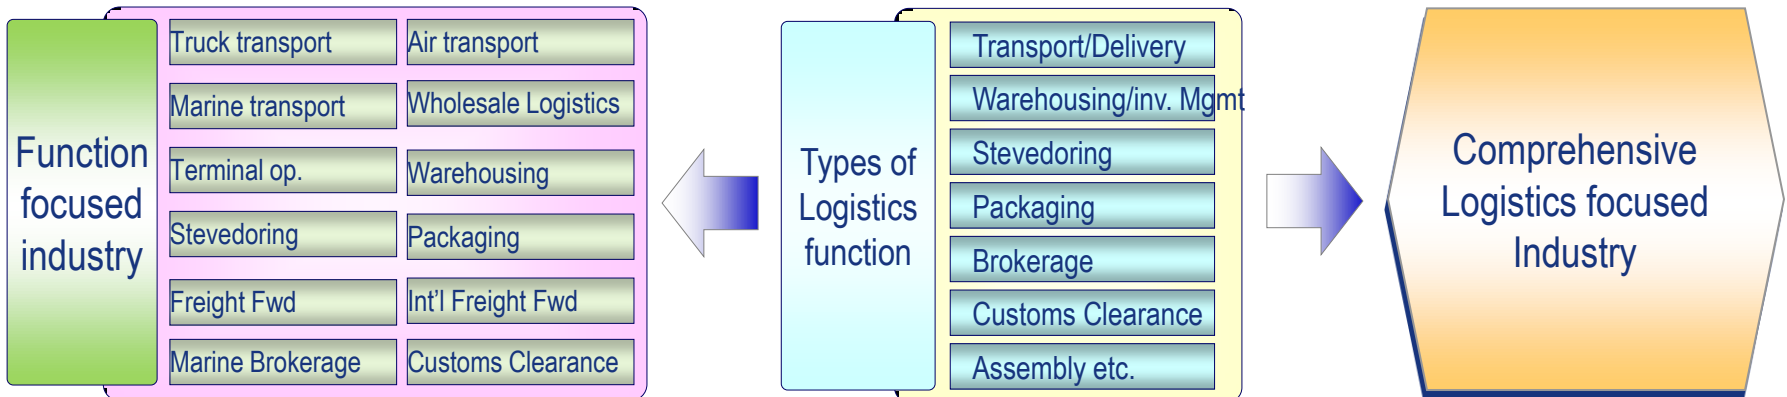 Function
focused
industry
Truck transport
Air transport
Marine transport
Wholesale Logistics
Terminal op.
Warehousing
Stevedoring
Packaging
Freight Fwd
Int'l Freight Fwd
Marine Brokerage
Customs Clearance
Types of
Logistics
function
Transport/Delivery
Warehousing/inv. Mgmt
Stevedoring
Packaging
Brokerage
Customs Clearance
Assembly etc.
Comprehensive
Logistics focused
Industry